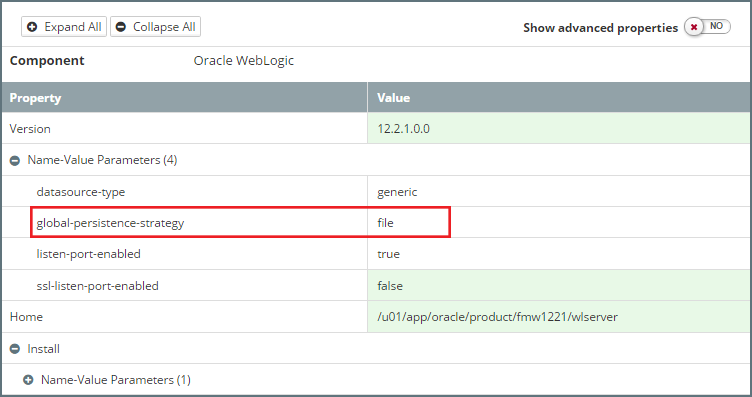 Expand All Collapse All Show advanced properties NO
Component Oracle WebLogic
Property Value
Version 12.2.1.0.0
Name-Value Parameters (4)
datasource-type generic
global-persistence-strategy file
listen-port-enabled true
ssl-listen-port-enabled false
Home /u01/app/oracle/product/fmw1221/wlserver
Install
Name-Value Parameters (1)